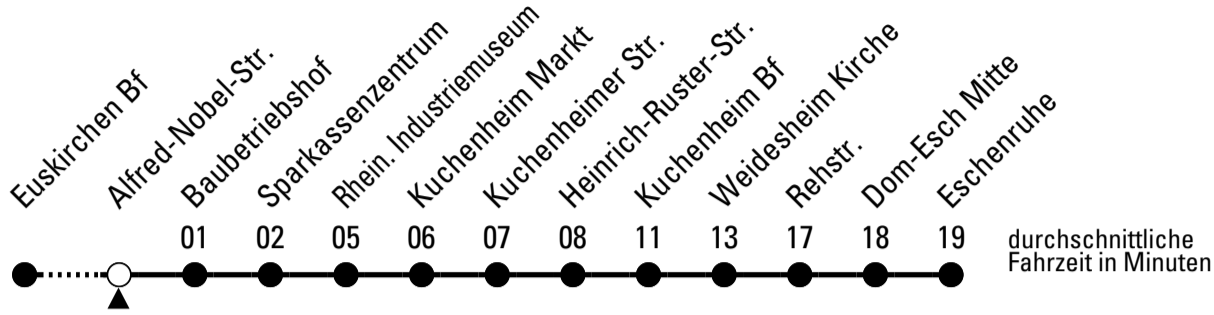 Euskirchen Bf
Alfred-Nobel-Str.
Baubetriebshof
Sparkassenzentrum
Rhein. Industriemuseum
Kuchenheim Markt
Kuchenheimer Str.
Heinrich-Ruster-Str.
Kuchenheim Bf
Weidesheim Kirche
Rehstr.
Dom-Esch Mitte
Eschenruhe
01 02 05 06 07 08 11 13 17 18 19
durchschnittliche
Fahrzeit in Minuten